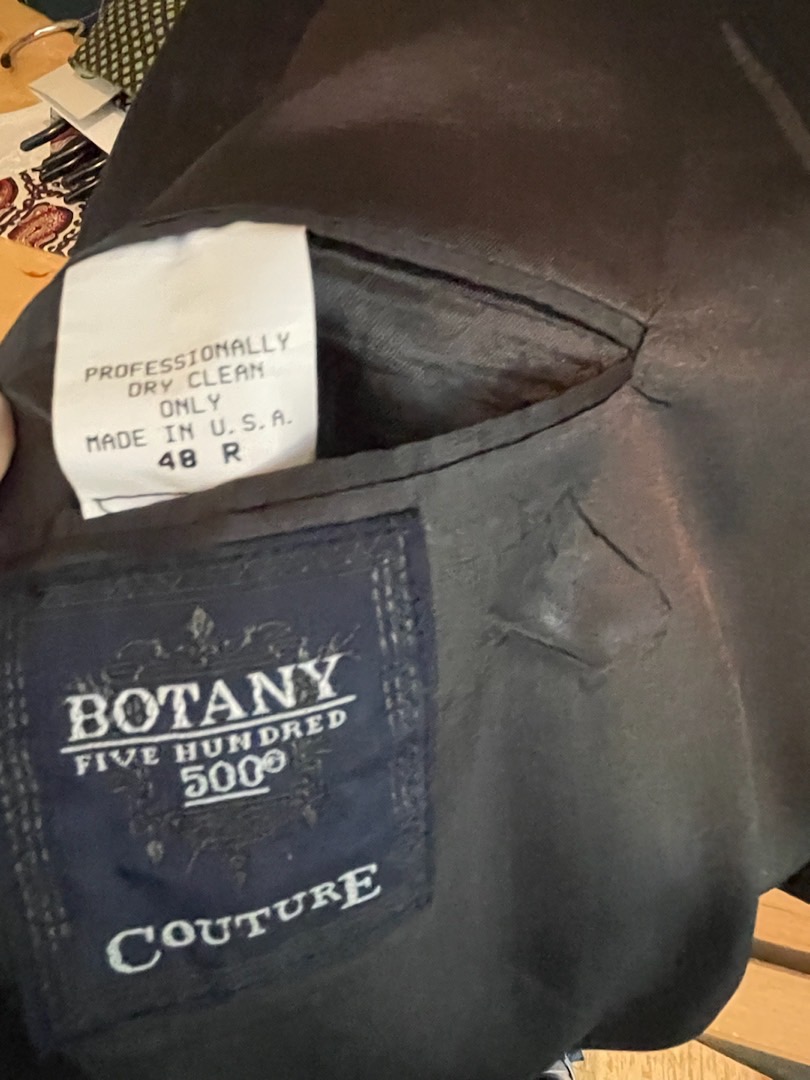 PROFESSIONALLY
DRY CLEAN
ONLY
MADE IN U.S.A.
48 R
BOTANY
FIVE HUNDRED
500®
COUTURE